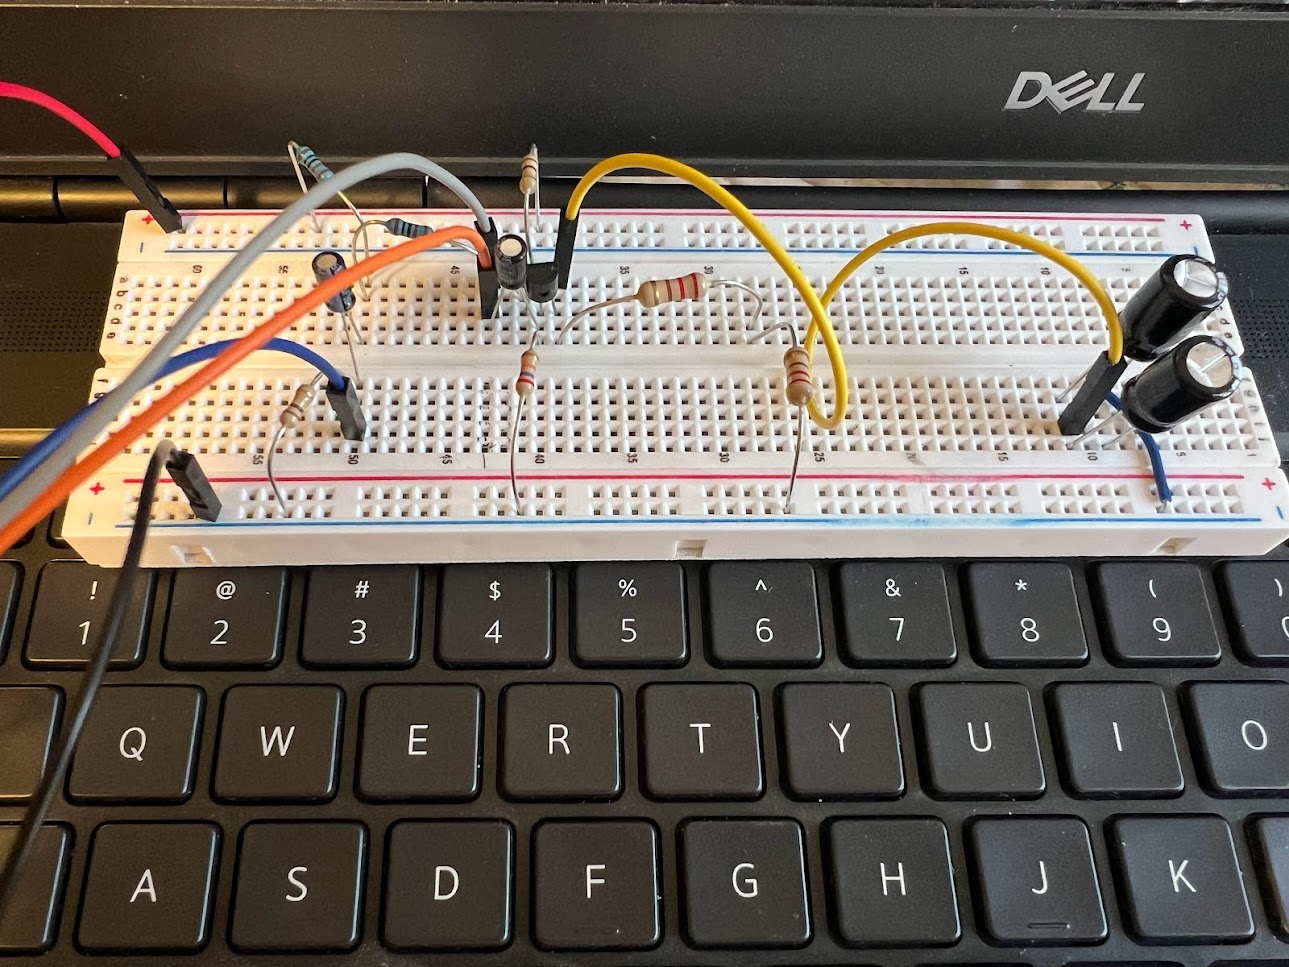 DELL
+ +
- -
60 55 45 35 30 20 15 10 5
a
b
c
d
e
55 50 45 40 35 30 25 15 10 5
+ +
- -
! @ # $ % ^ & * ( )
1 2 3 4 5 6 7 8 9
Q W E R T Y U I O
A S D F G H J K